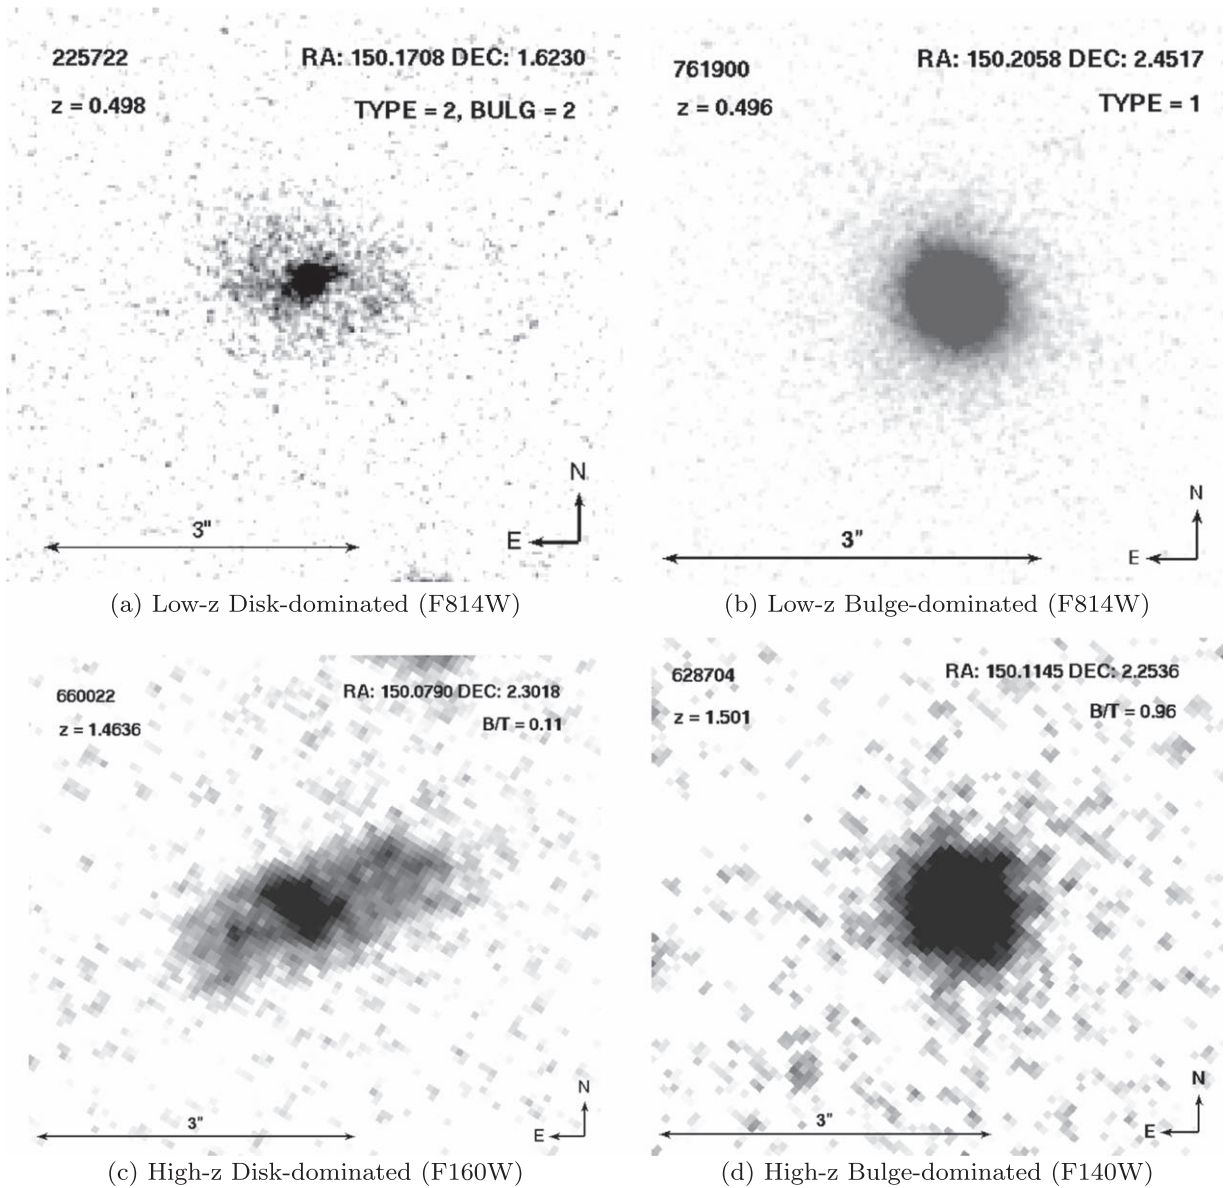 225722
RA: 150.1708 DEC: 1.6230
z = 0.498
TYPE = 2, BULG = 2
N
3"
E
(a) Low-z Disk-dominated (F814W)
761900
RA: 150.2058 DEC: 2.4517
z = 0.496
TYPE = 1
N
3"
E
(b) Low-z Bulge-dominated (F814W)
660022
RA: 150.0790 DEC: 2.3018
z = 1.4636
B/T = 0.11
N
3"
E
(c) High-z Disk-dominated (F160W)
628704
RA: 150.1145 DEC: 2.2536
z = 1.501
B/T = 0.96
N
3"
E
(d) High-z Bulge-dominated (F140W)